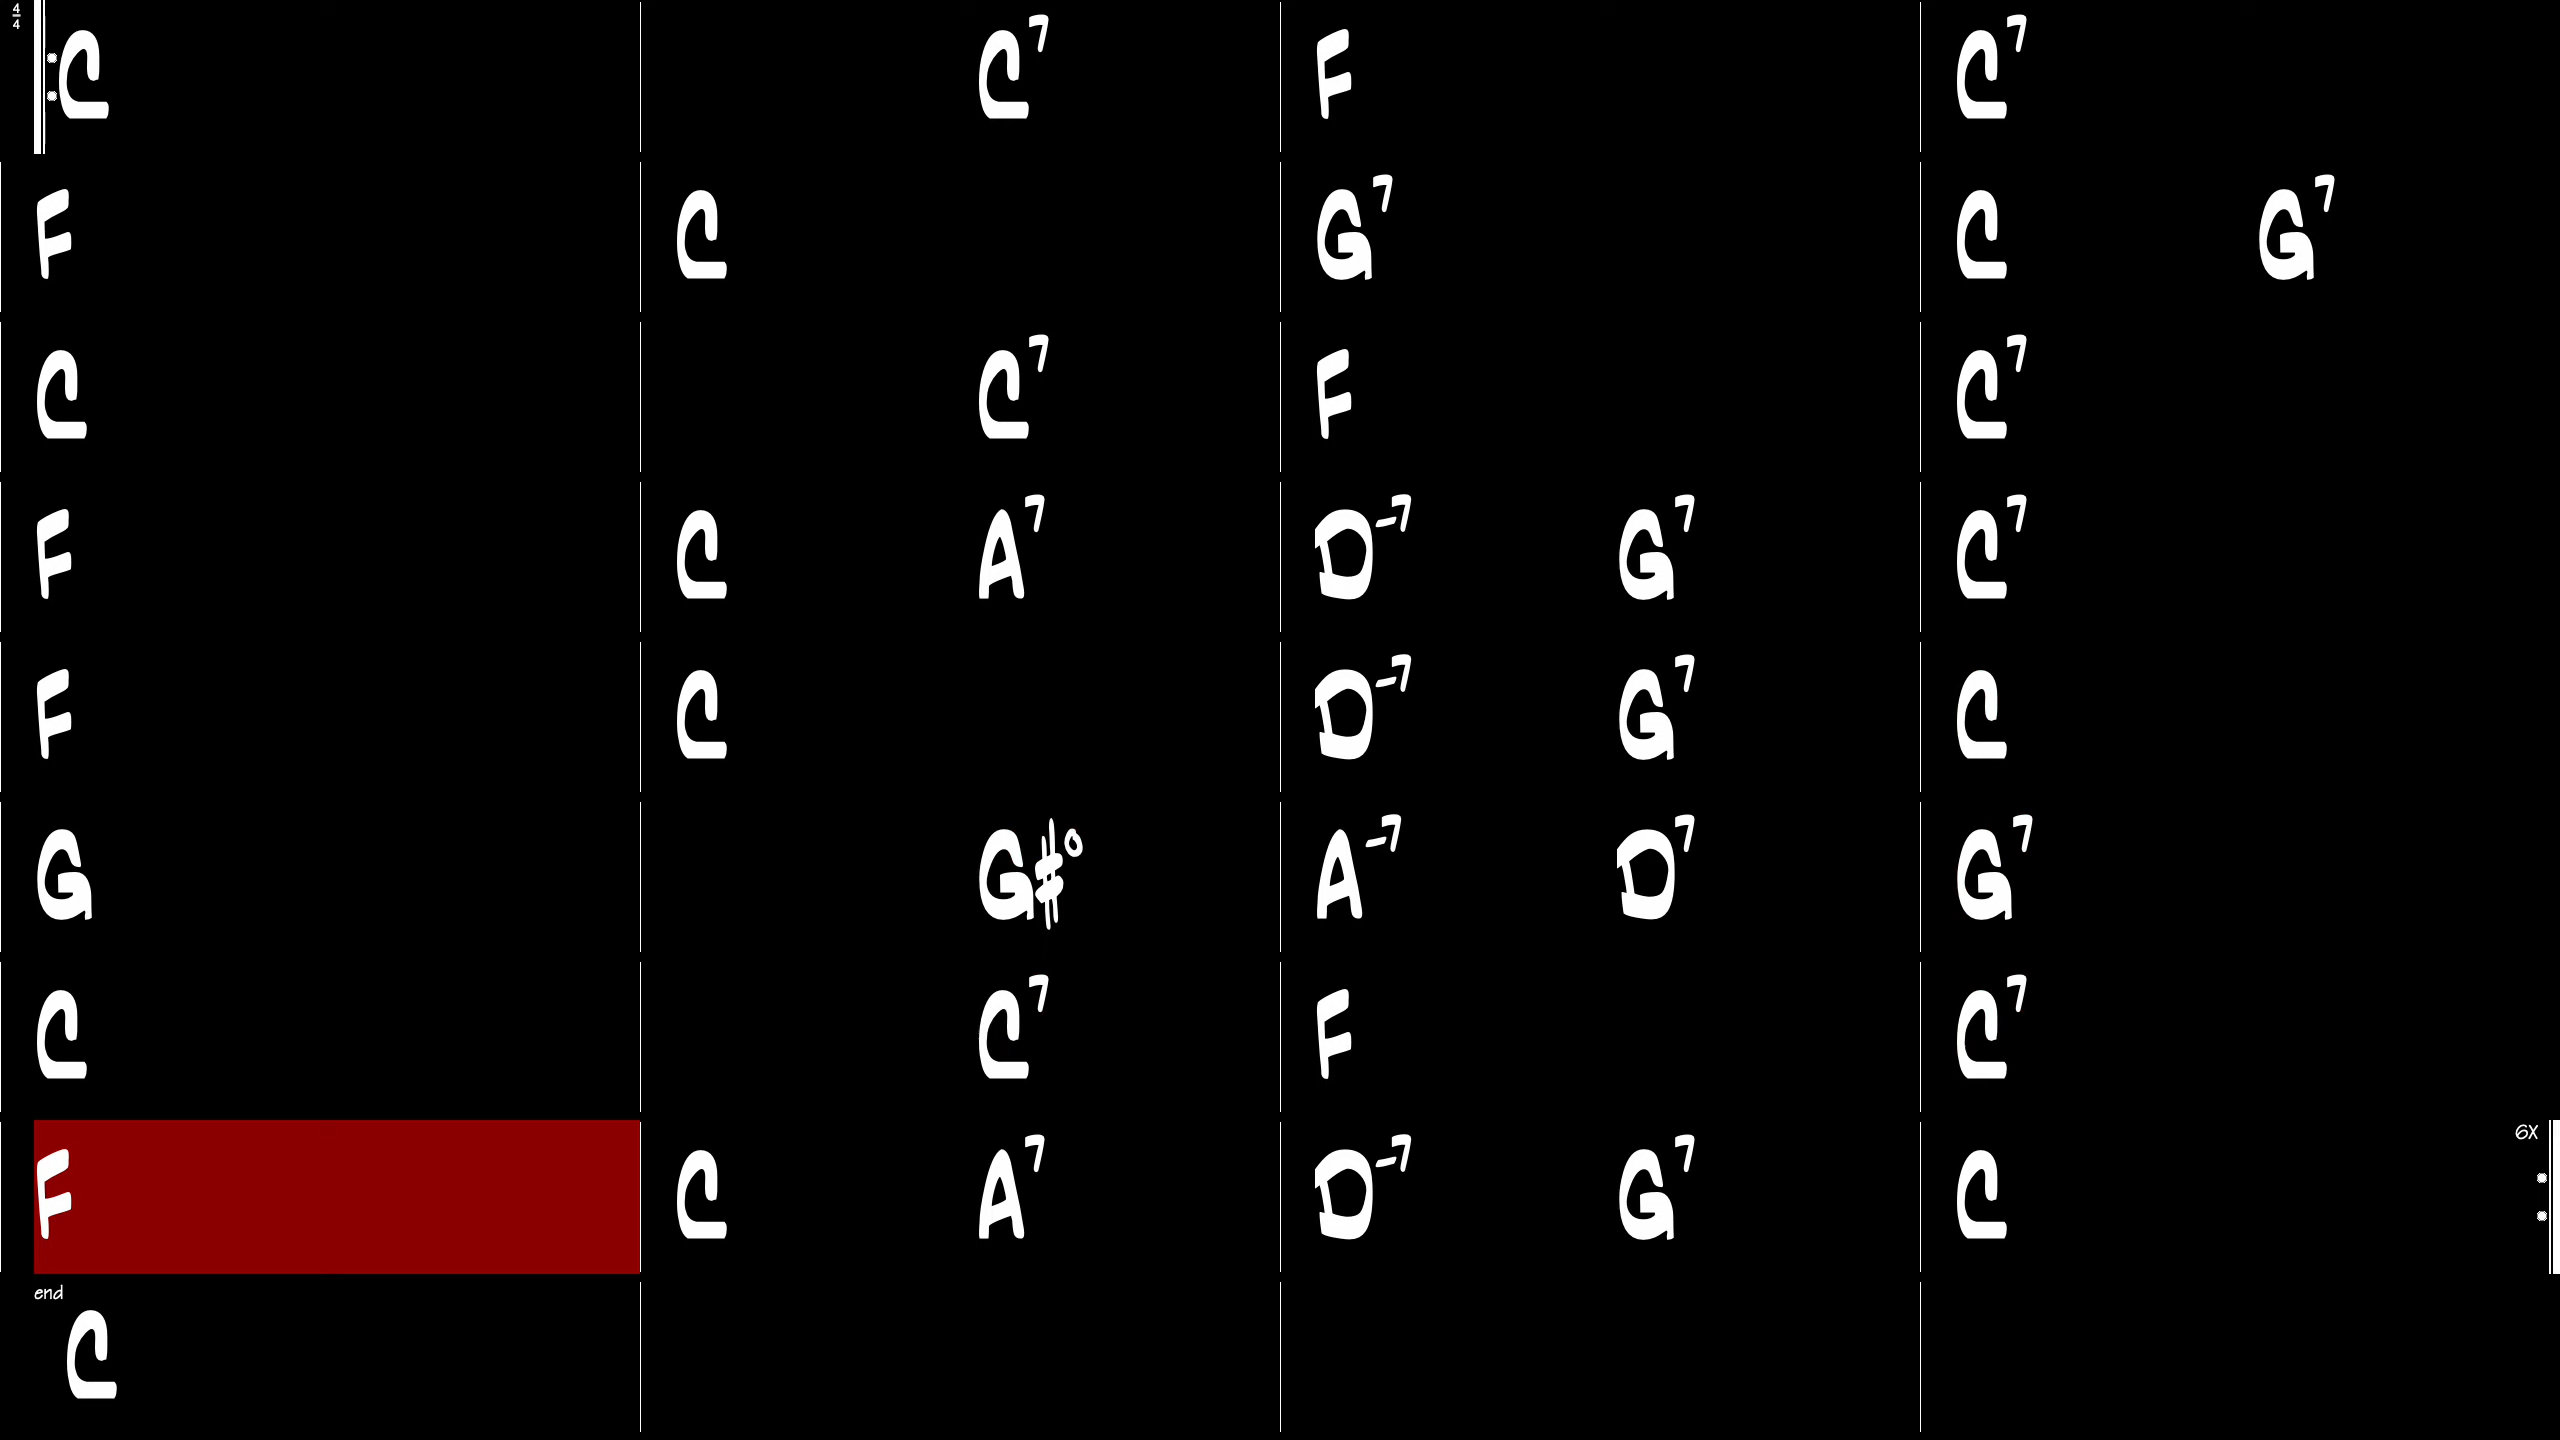 4/4 C C7 F C7
F C G7 C G7
C C7 F C7
F C A7 D-7 G7 C7
F C D-7 G7 C
G G#o A-7 D7 G7
C C7 F C7
F C A7 D-7 G7 C 6X
end
C